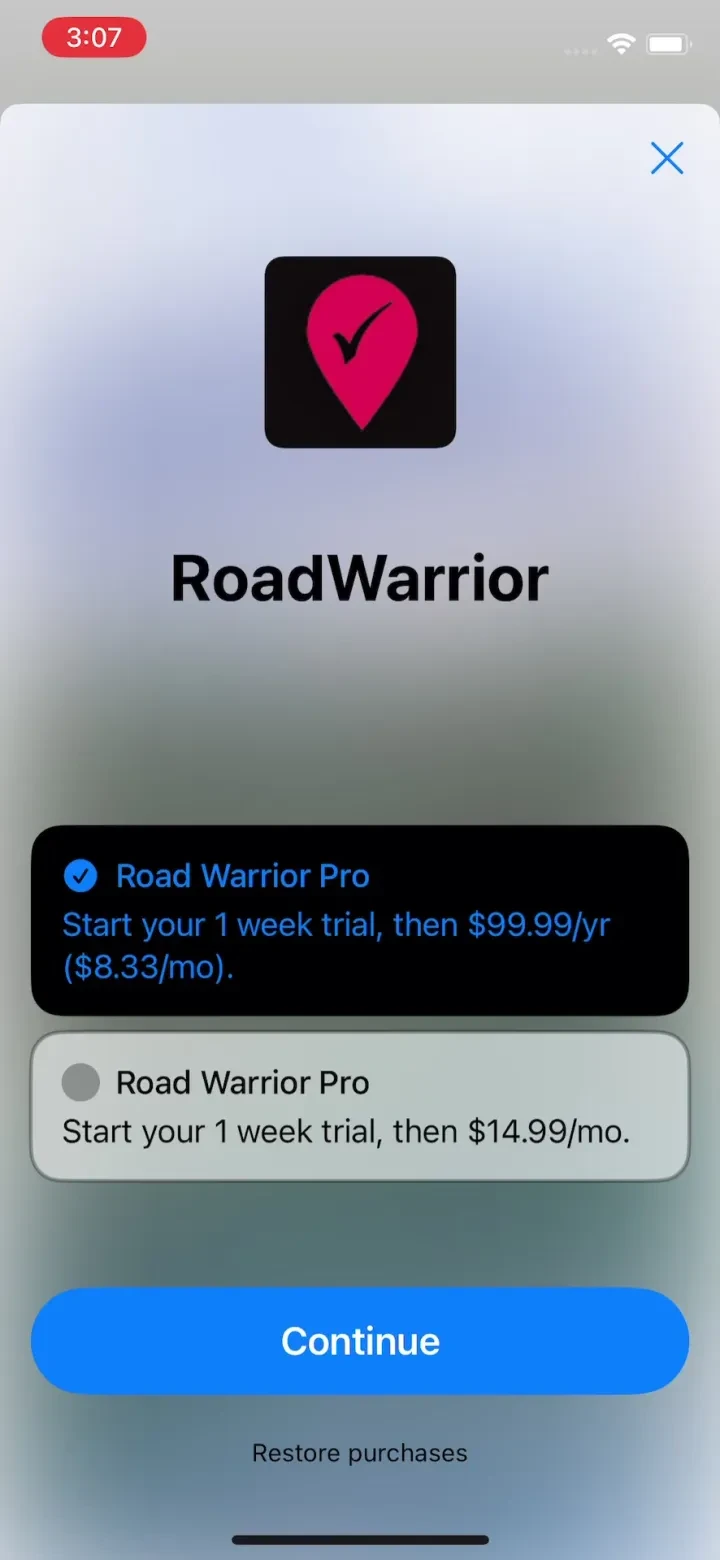 3:07
RoadWarrior
Road Warrior Pro
Start your 1 week trial, then $99.99/yr
($8.33/mo).
Road Warrior Pro
Start your 1 week trial, then $14.99/mo.
Continue
Restore purchases